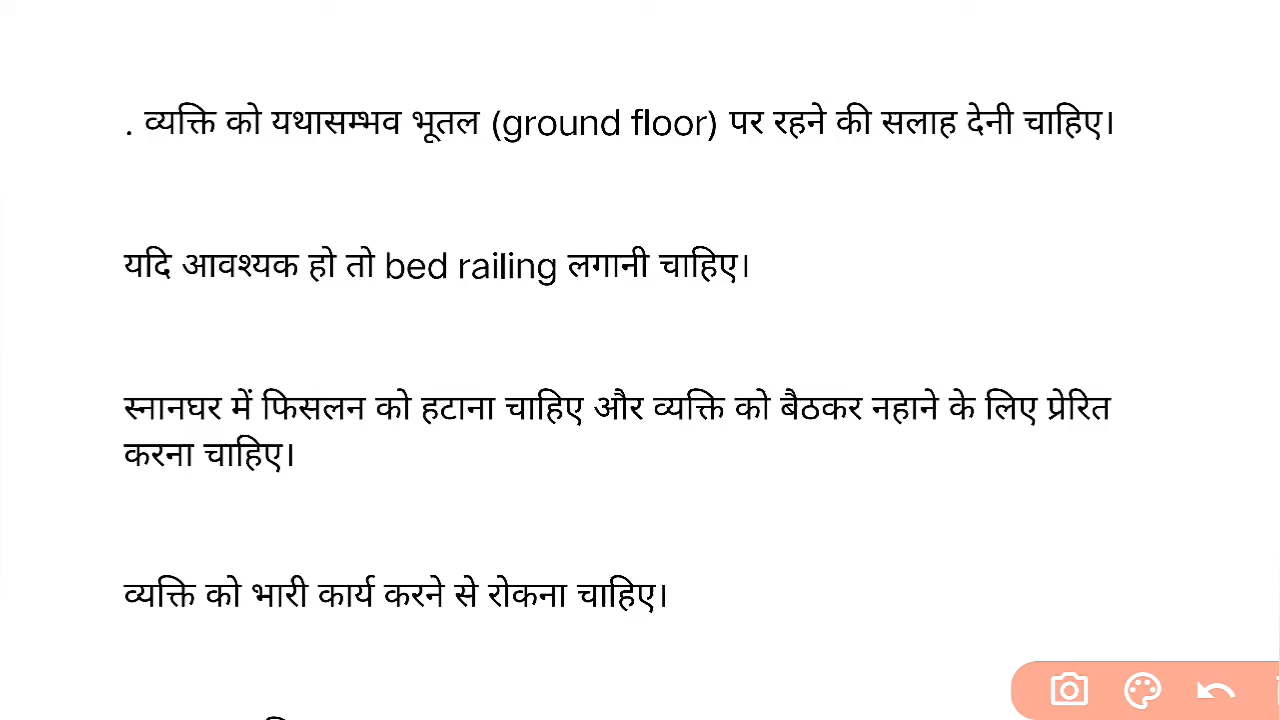 . व्यक्ति को यथासम्भव भूतल (ground floor) पर रहने की सलाह देनी चाहिए।
यदि आवश्यक हो तो bed railing लगानी चाहिए।
स्नानघर में फिसलन को हटाना चाहिए और व्यक्ति को बैठकर नहाने के लिए प्रेरित
करना चाहिए।
व्यक्ति को भारी कार्य करने से रोकना चाहिए।